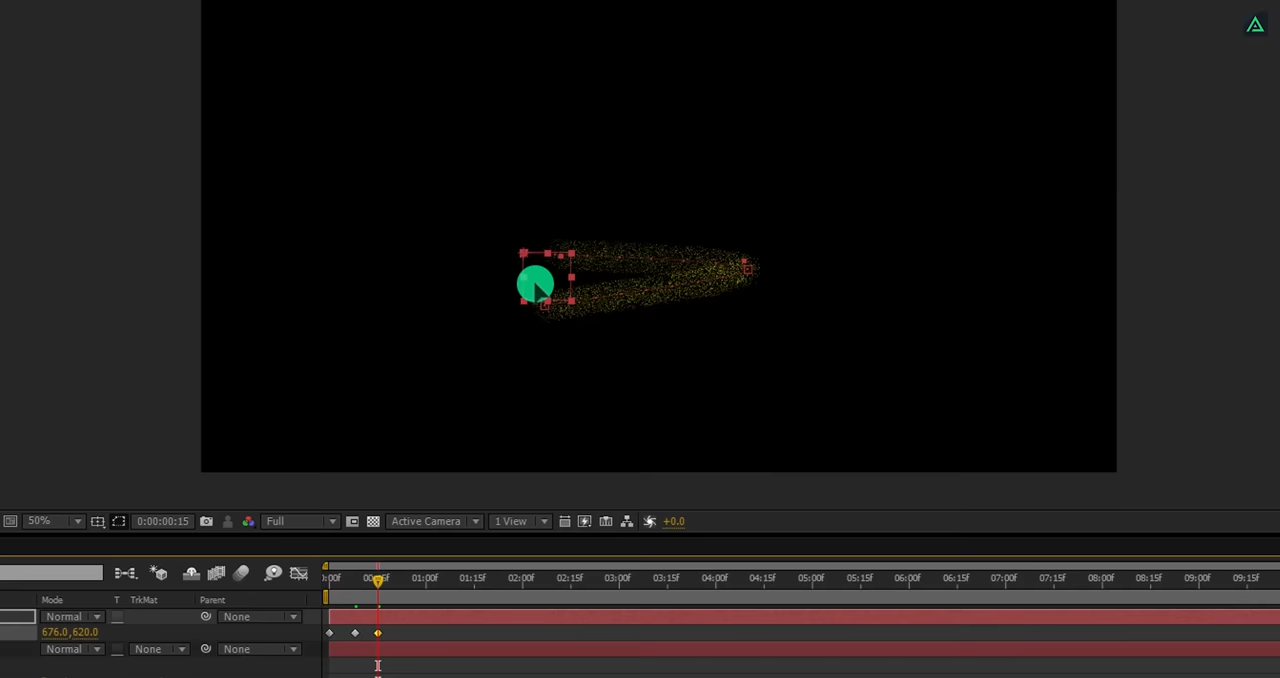 50% 0:00:00:15 Full Active Camera 1 View +0.0
:00f 00:15f 01:00f 01:15f 02:00f 02:15f 03:00f 03:15f 04:00f 04:15f 05:00f 05:15f 06:00f 06:15f 07:00f 07:15f 08:00f 08:15f 09:00f 09:15f
Mode T TrkMat Parent
Normal None
676.0,620.0
Normal None None